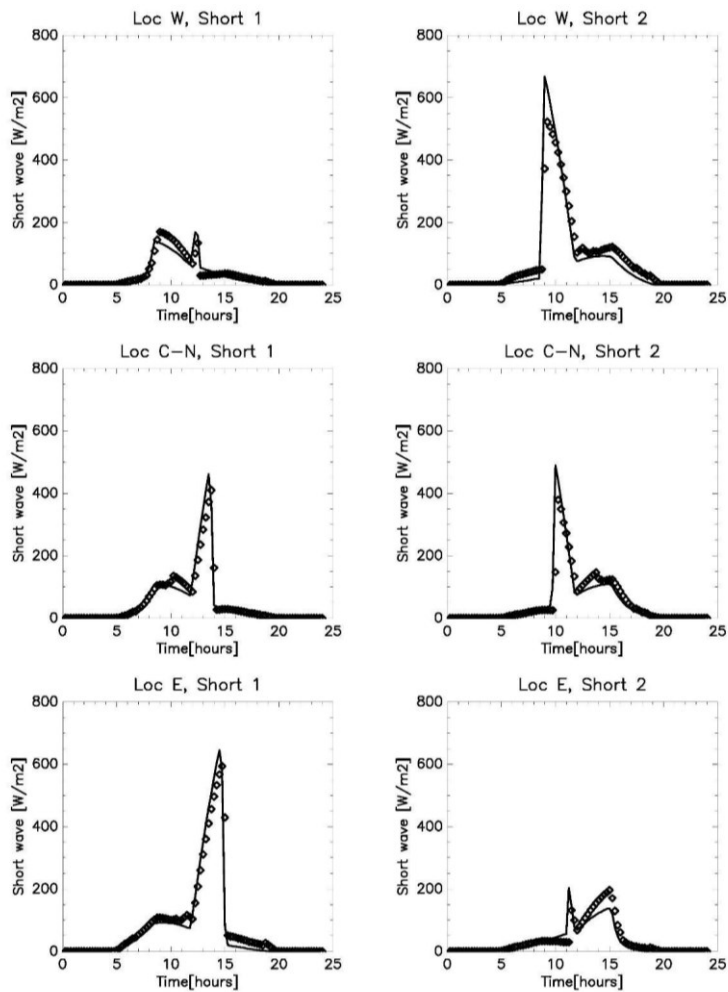 Loc W, Short 1
Short wave [W/m2]
800
600
400
200
0
0 5 10 15 20 25
Time[hours]
Loc W, Short 2
Short wave [W/m2]
800
600
400
200
0
0 5 10 15 20 25
Time[hours]
Loc C-N, Short 1
Short wave [W/m2]
800
600
400
200
0
0 5 10 15 20 25
Time[hours]
Loc C-N, Short 2
Short wave [W/m2]
800
600
400
200
0
0 5 10 15 20 25
Time[hours]
Loc E, Short 1
Short wave [W/m2]
800
600
400
200
0
0 5 10 15 20 25
Time[hours]
Loc E, Short 2
Short wave [W/m2]
800
600
400
200
0
0 5 10 15 20 25
Time[hours]